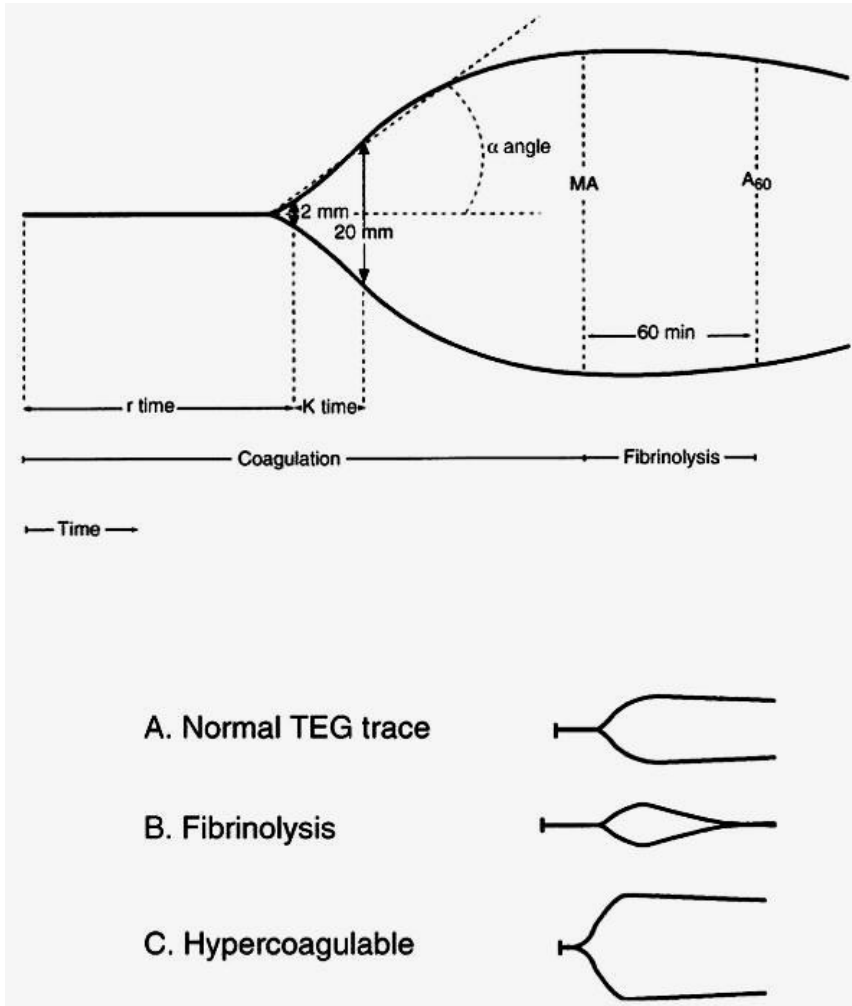 α angle
2 mm
20 mm
MA
A₆₀
60 min
r time
K time
Coagulation
Fibrinolysis
Time
A. Normal TEG trace
B. Fibrinolysis
C. Hypercoagulable